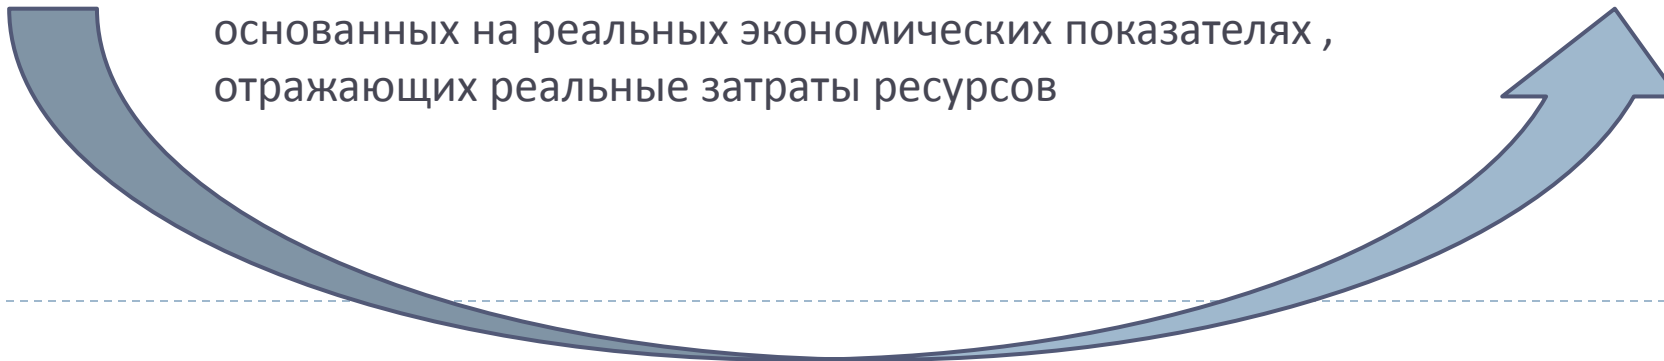 основанных на реальных экономических показателях ,
отражающих реальные затраты ресурсов